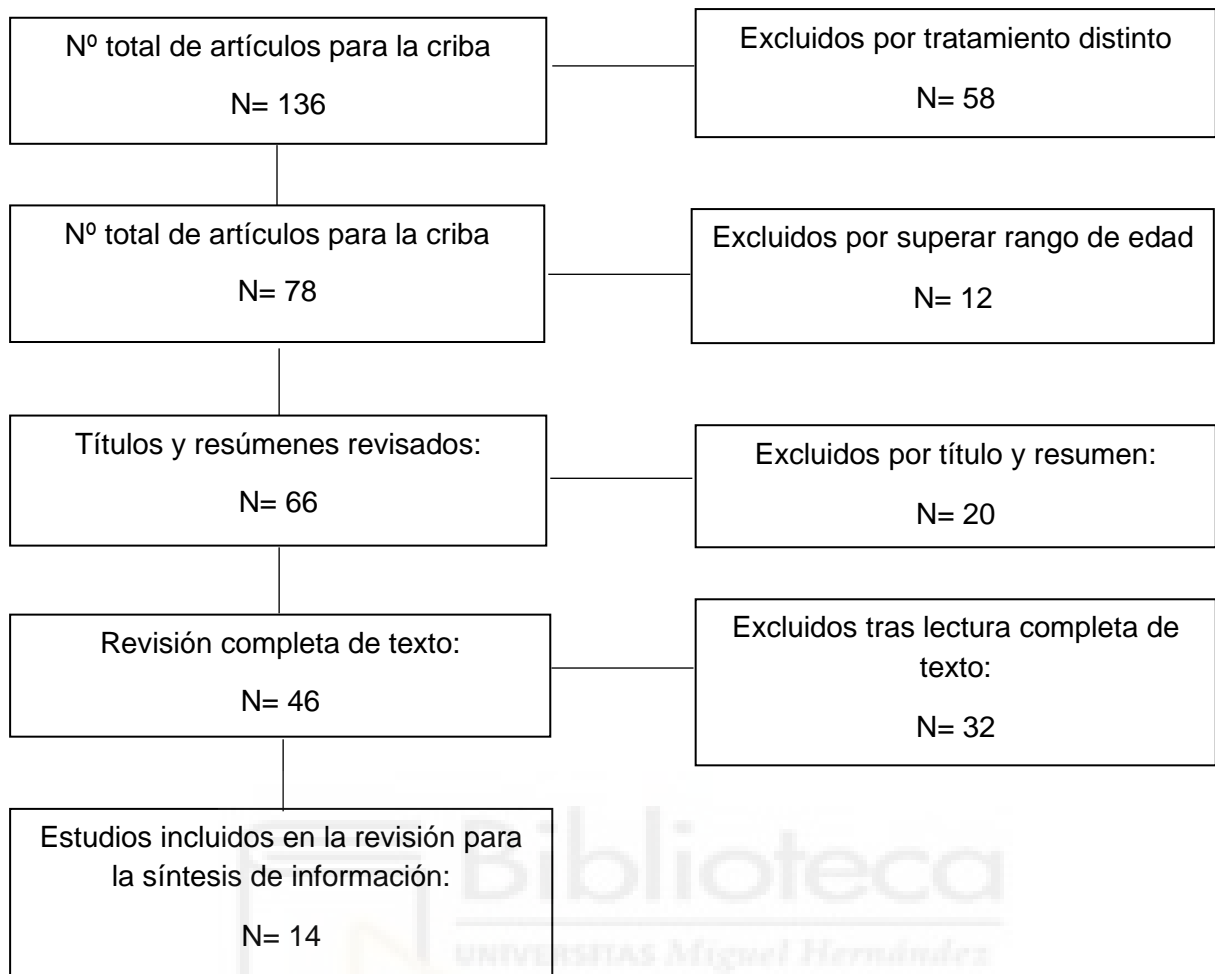 Nº total de artículos para la criba
N= 136
Excluidos por tratamiento distinto
N= 58
Nº total de artículos para la criba
N= 78
Excluidos por superar rango de edad
N= 12
Títulos y resúmenes revisados:
N= 66
Excluidos por título y resumen:
N= 20
Revisión completa de texto:
N= 46
Excluidos tras lectura completa de
texto:
N= 32
Estudios incluidos en la revisión para
la síntesis de información:
N= 14
Biblioteca
UNIVERSITAS Miguel Hernández